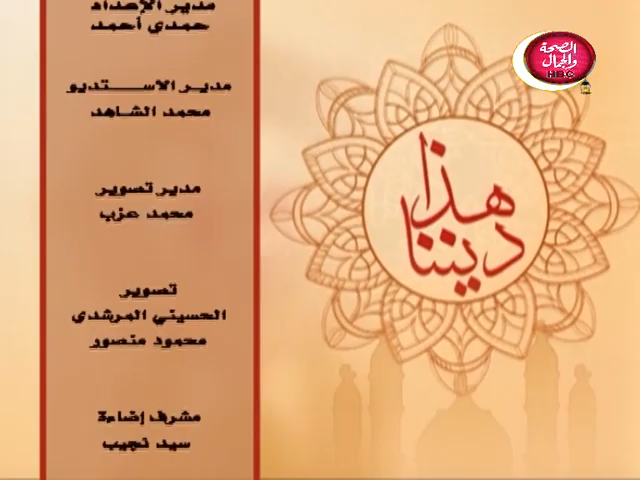 مدير الإعداد
حمدي أحمد
مدير الاستديو
محمد الشاهد
مدير تصوير
محمد عزب
تصوير
الحسيني المرشدي
محمود منصور
مشرف إضاءة
سيد نجيب
هذا
ديننا
الصحة
والجمال
HBC